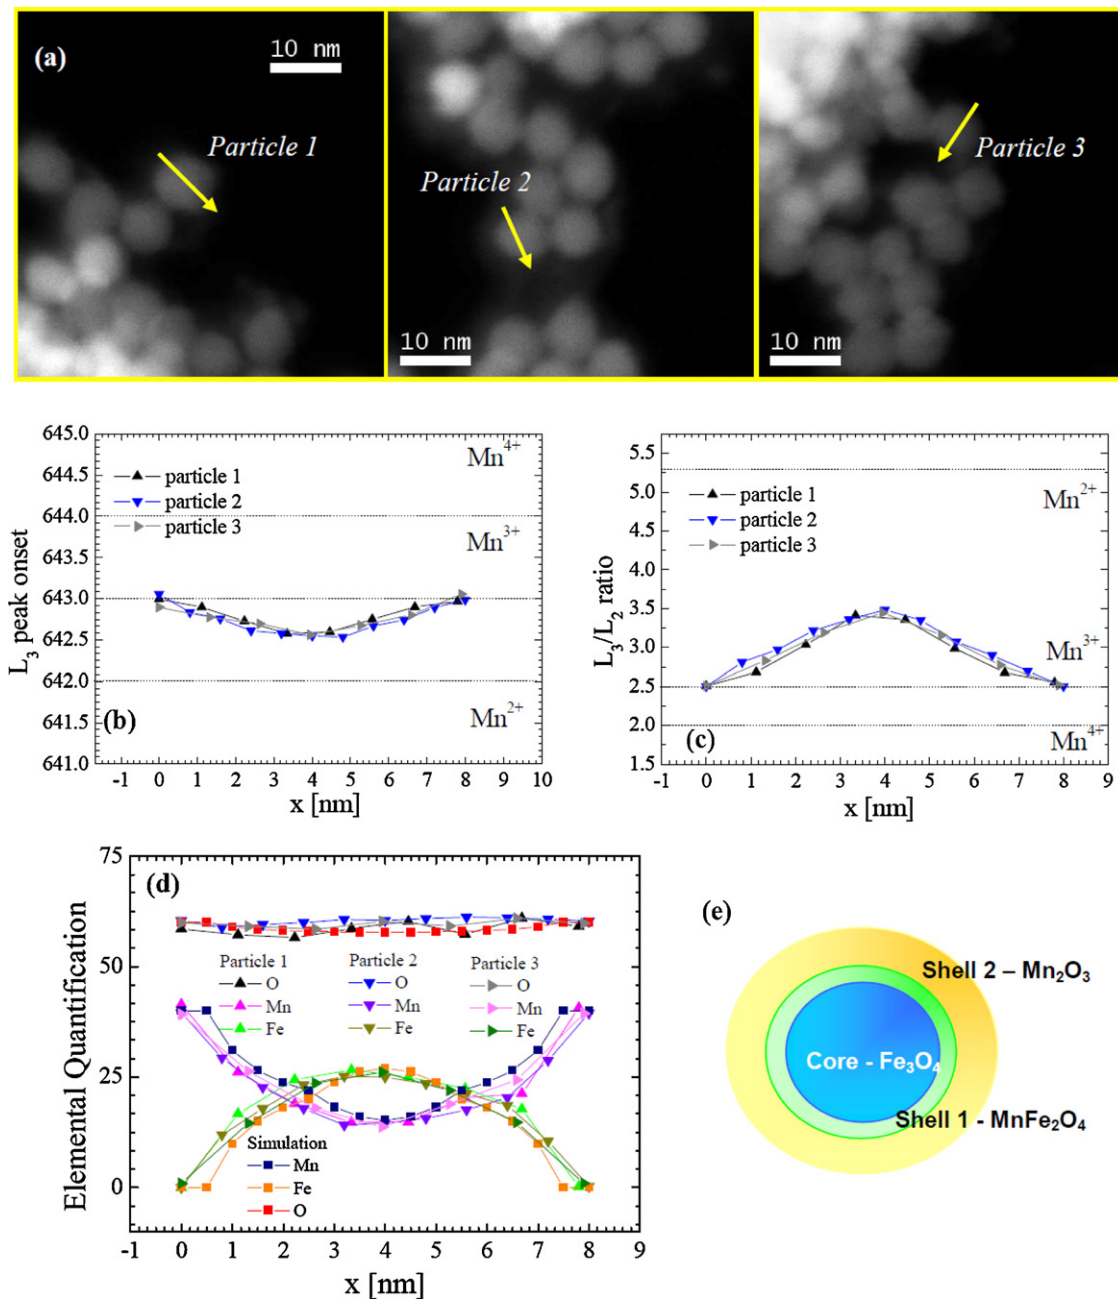 (a)
10 nm
Particle 1
Particle 2
10 nm
Particle 3
10 nm
645.0
644.5
644.0
643.5
643.0
642.5
642.0
641.5
641.0
L₃ peak onset
particle 1
particle 2
particle 3
Mn⁴⁺
Mn³⁺
Mn²⁺
(b)
-1 0 1 2 3 4 5 6 7 8 9 10
x [nm]
5.5
5.0
4.5
4.0
3.5
3.0
2.5
2.0
1.5
L₃/L₂ ratio
particle 1
particle 2
particle 3
Mn²⁺
Mn³⁺
Mn⁴⁺
(c)
-1 0 1 2 3 4 5 6 7 8 9
x [nm]
75
50
25
0
Elemental Quantification
(d)
Particle 1
O
Mn
Fe
Particle 2
O
Mn
Fe
Particle 3
O
Mn
Fe
Simulation
Mn
Fe
O
-1 0 1 2 3 4 5 6 7 8 9
x [nm]
(e)
Shell 2 – Mn₂O₃
Core - Fe₃O₄
Shell 1 - MnFe₂O₄